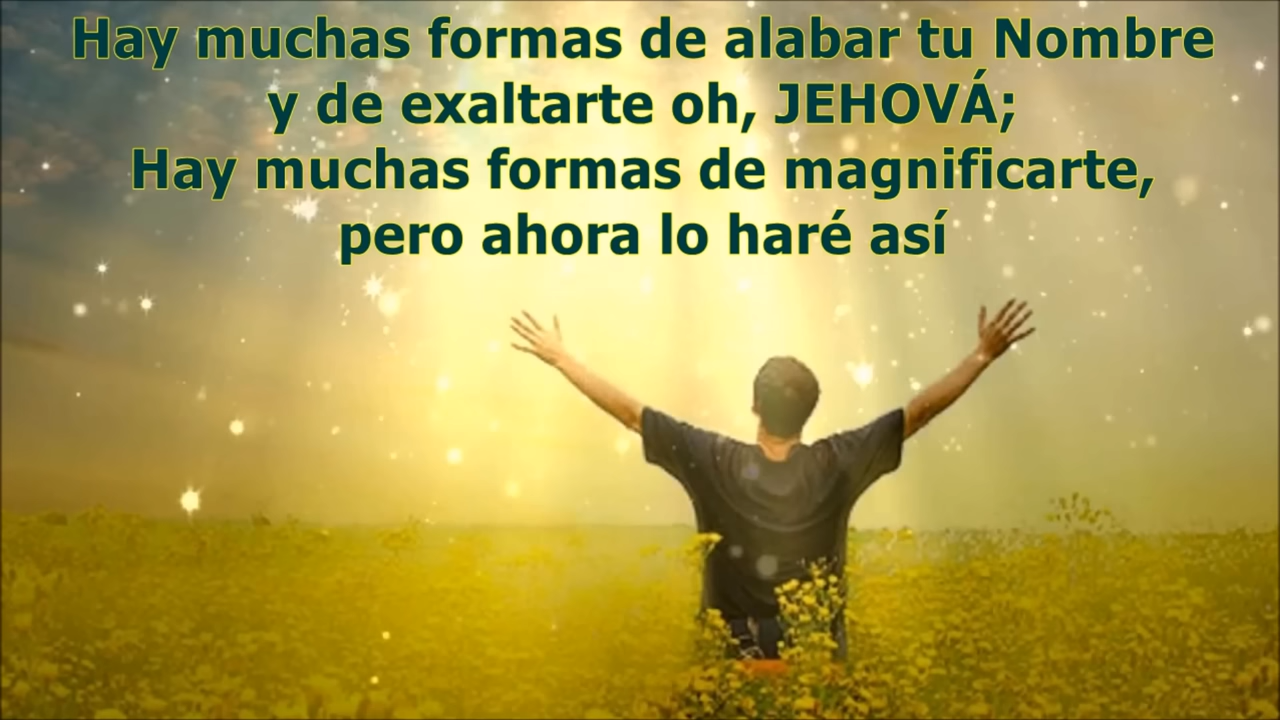 Hay muchas formas de alabar tu Nombre
y de exaltarte oh, JEHOVÁ;
Hay muchas formas de magnificarte,
pero ahora lo haré así